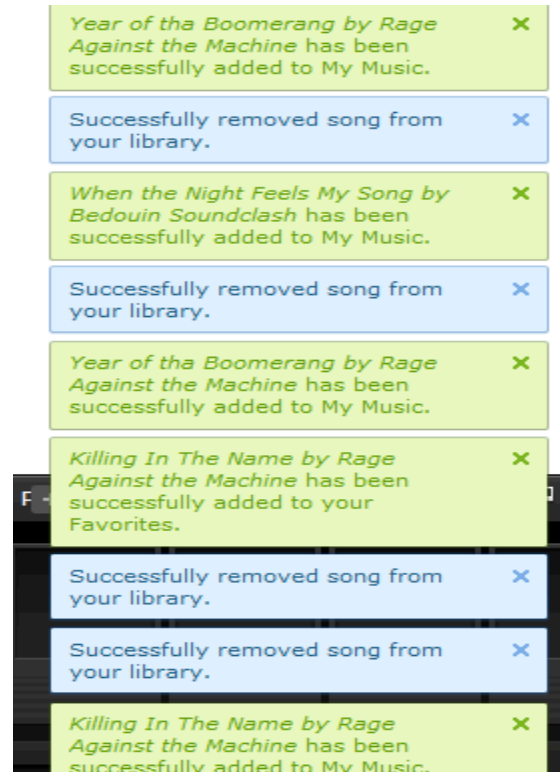 Year of tha Boomerang by Rage
Against the Machine has been
successfully added to My Music.
Successfully removed song from
your library.
When the Night Feels My Song by
Bedouin Soundclash has been
successfully added to My Music.
Successfully removed song from
your library.
Year of tha Boomerang by Rage
Against the Machine has been
successfully added to My Music.
Killing In The Name by Rage
Against the Machine has been
successfully added to your
Favorites.
Successfully removed song from
your library.
Successfully removed song from
your library.
Killing In The Name by Rage
Against the Machine has been
successfully added to My Music.